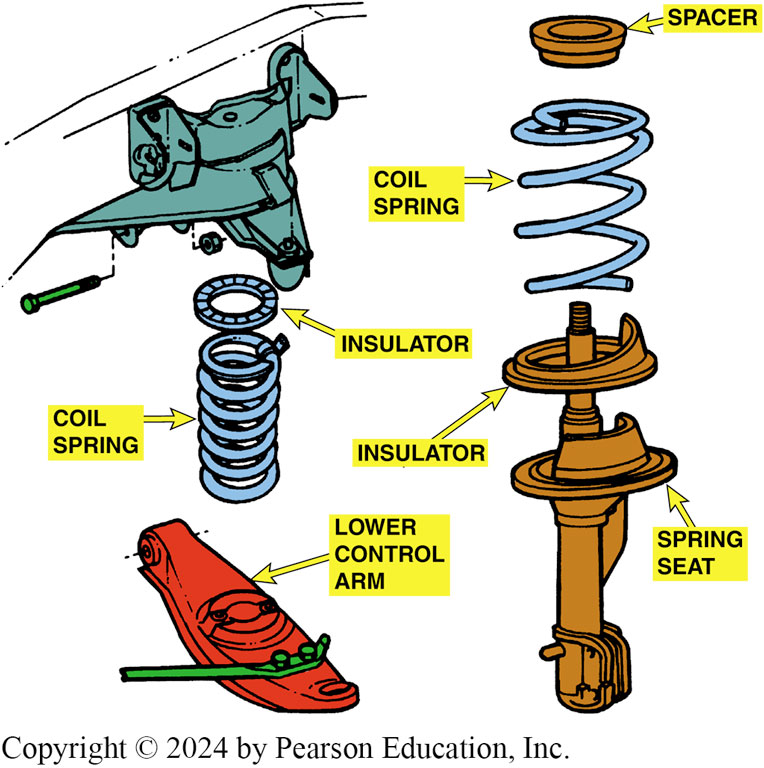 SPACER
COIL
SPRING
INSULATOR
COIL
SPRING
INSULATOR
LOWER
CONTROL
ARM
SPRING
SEAT
Copyright © 2024 by Pearson Education, Inc.